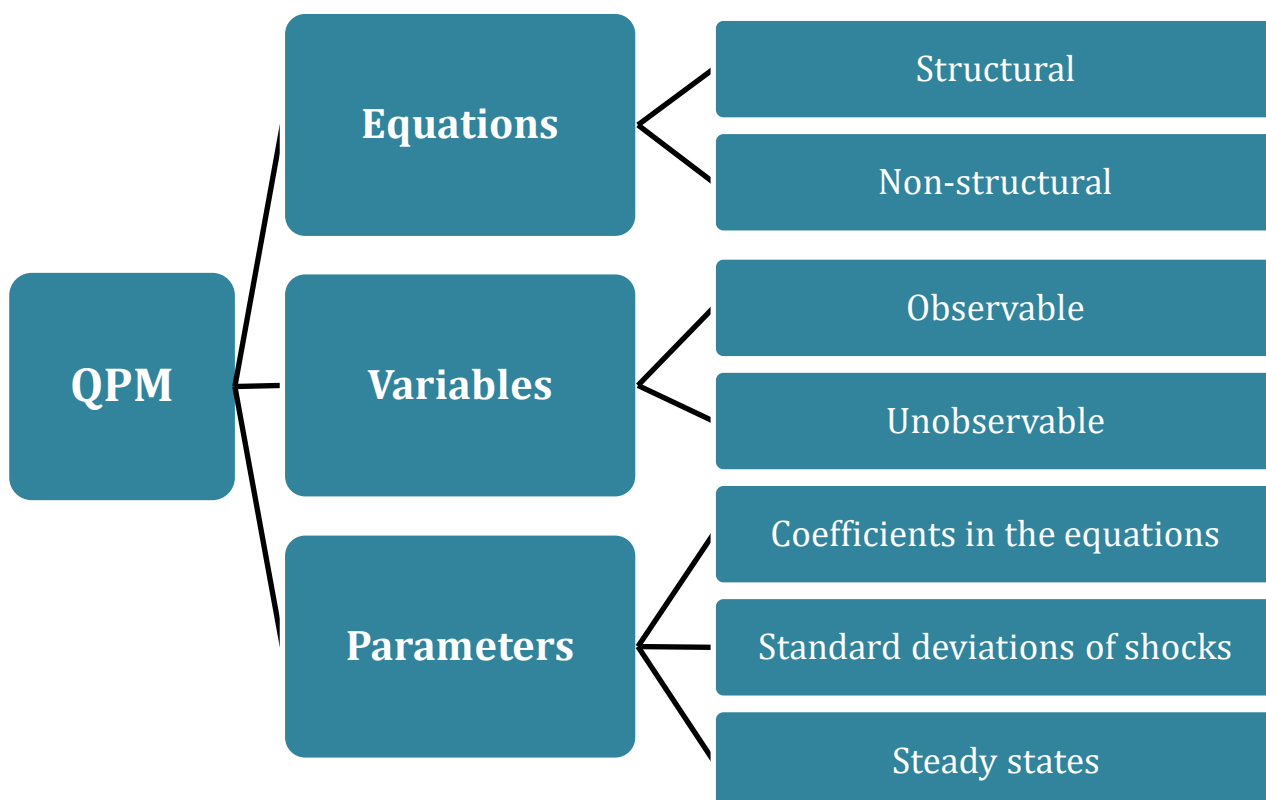 QPM
Equations
Structural
Non-structural
Variables
Observable
Unobservable
Parameters
Coefficients in the equations
Standard deviations of shocks
Steady states